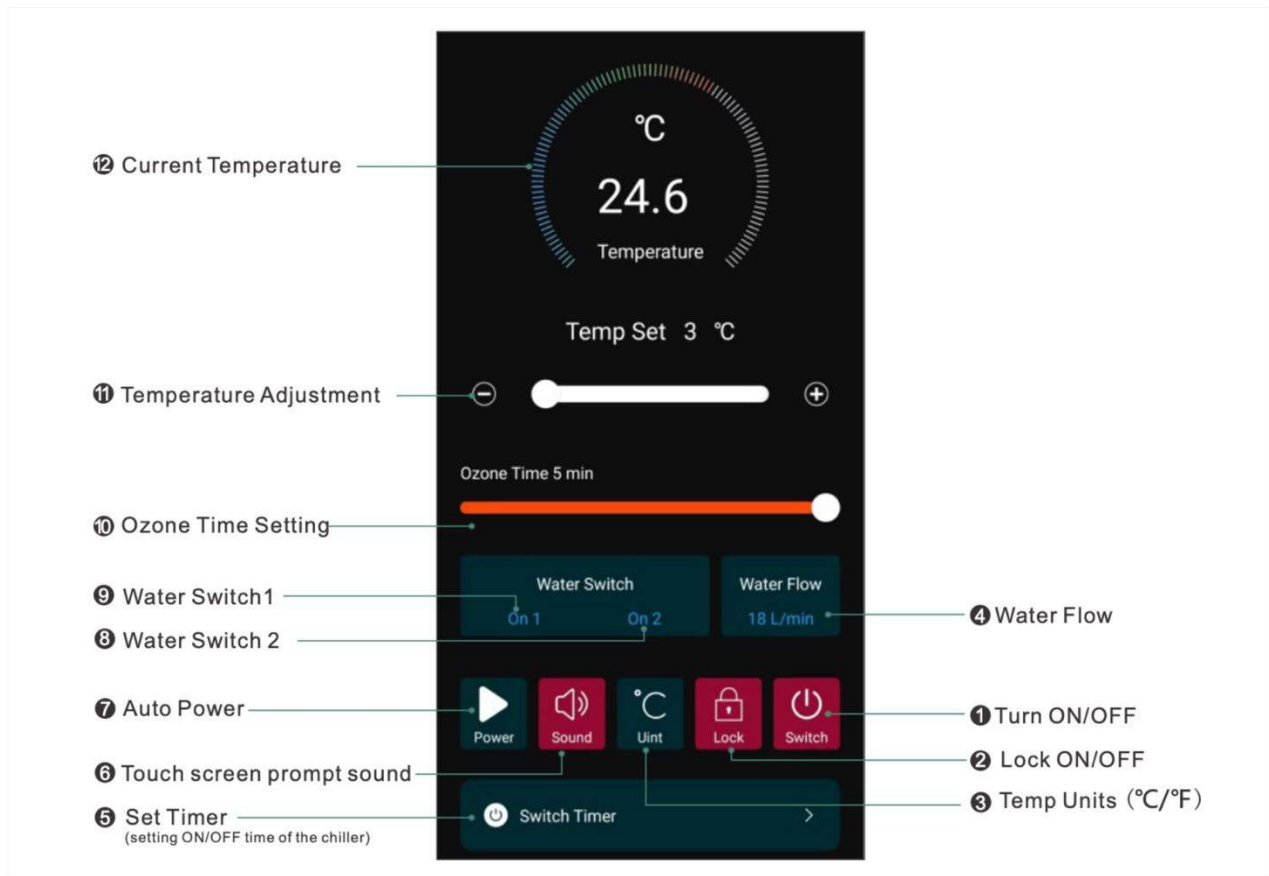 ℃
⓬ Current Temperature
24.6
Temperature
Temp Set 3 ℃
⓫ Temperature Adjustment
Ozone Time 5 min
❿ Ozone Time Setting
Water Switch
Water Flow
❾ Water Switch1
On 1
On 2
18 L/min
❹ Water Flow
❽ Water Switch 2
❼ Auto Power
°C
❶ Turn ON/OFF
Power
Sound
Uint
Lock
Switch
❷ Lock ON/OFF
❻ Touch screen prompt sound
❸ Temp Units (℃/℉)
❺ Set Timer
(setting ON/OFF time of the chiller)
Switch Timer